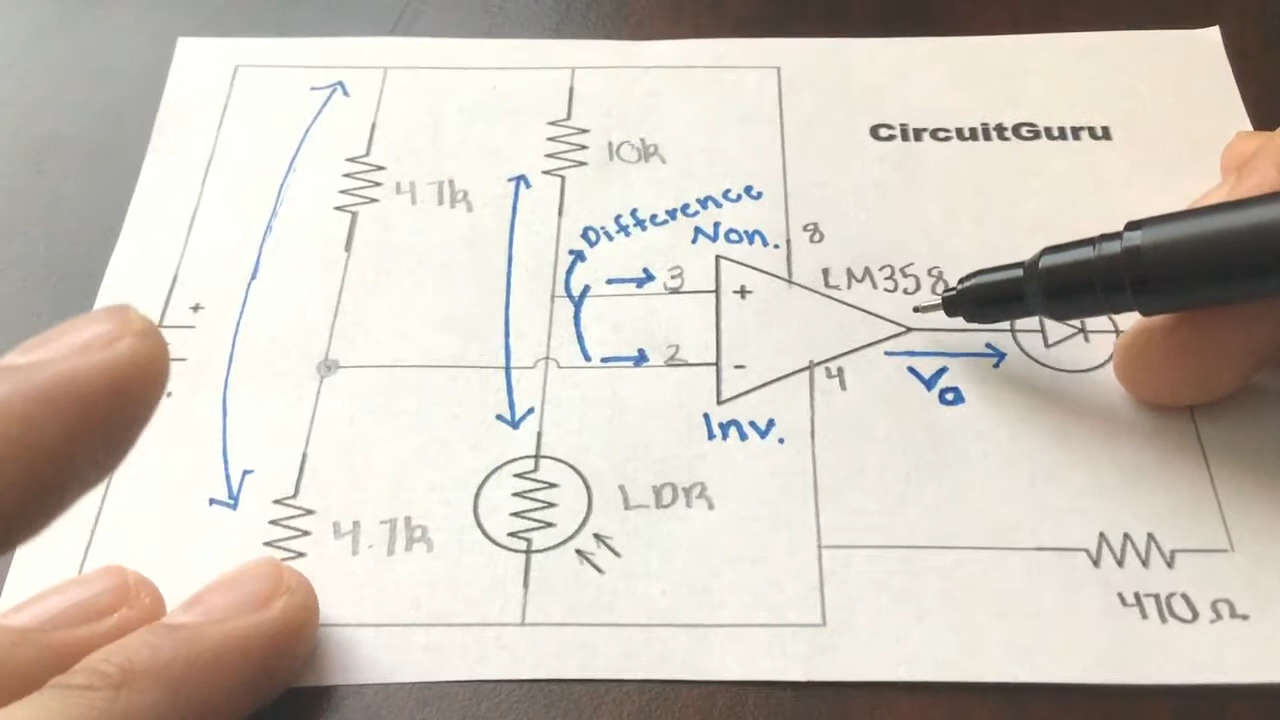 CircuitGuru
10k
4.7k
Difference
Non.
8
3
+
LM358
+
2
-
4
Vo
Inv.
LDR
4.7k
470 Ω